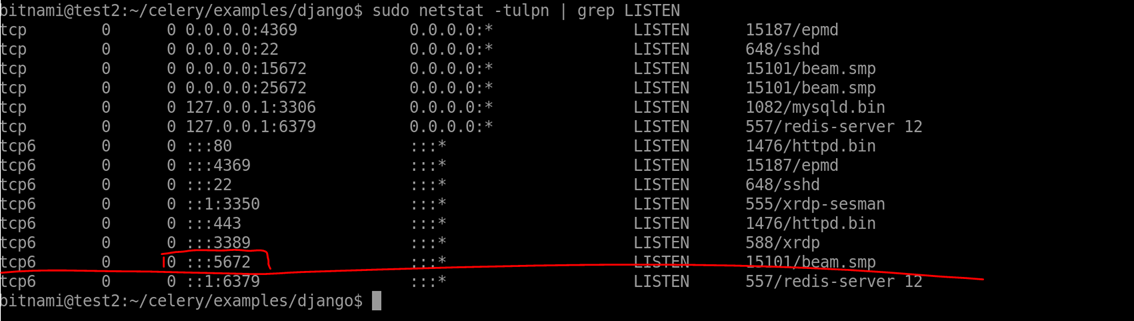 bitnami@test2:~/celery/examples/django$ sudo netstat -tulpn | grep LISTEN
tcp 0 0 0.0.0.0:4369 0.0.0.0:* LISTEN 15187/epmd
tcp 0 0 0.0.0.0:22 0.0.0.0:* LISTEN 648/sshd
tcp 0 0 0.0.0.0:15672 0.0.0.0:* LISTEN 15101/beam.smp
tcp 0 0 0.0.0.0:25672 0.0.0.0:* LISTEN 15101/beam.smp
tcp 0 0 127.0.0.1:3306 0.0.0.0:* LISTEN 1082/mysqld.bin
tcp 0 0 127.0.0.1:6379 0.0.0.0:* LISTEN 557/redis-server 12
tcp6 0 0 :::80 :::* LISTEN 1476/httpd.bin
tcp6 0 0 :::4369 :::* LISTEN 15187/epmd
tcp6 0 0 :::22 :::* LISTEN 648/sshd
tcp6 0 0 ::1:3350 :::* LISTEN 555/xrdp-sesman
tcp6 0 0 :::443 :::* LISTEN 1476/httpd.bin
tcp6 0 0 :::3389 :::* LISTEN 588/xrdp
tcp6 0 0 :::5672 :::* LISTEN 15101/beam.smp
tcp6 0 0 ::1:6379 :::* LISTEN 557/redis-server 12
bitnami@test2:~/celery/examples/django$